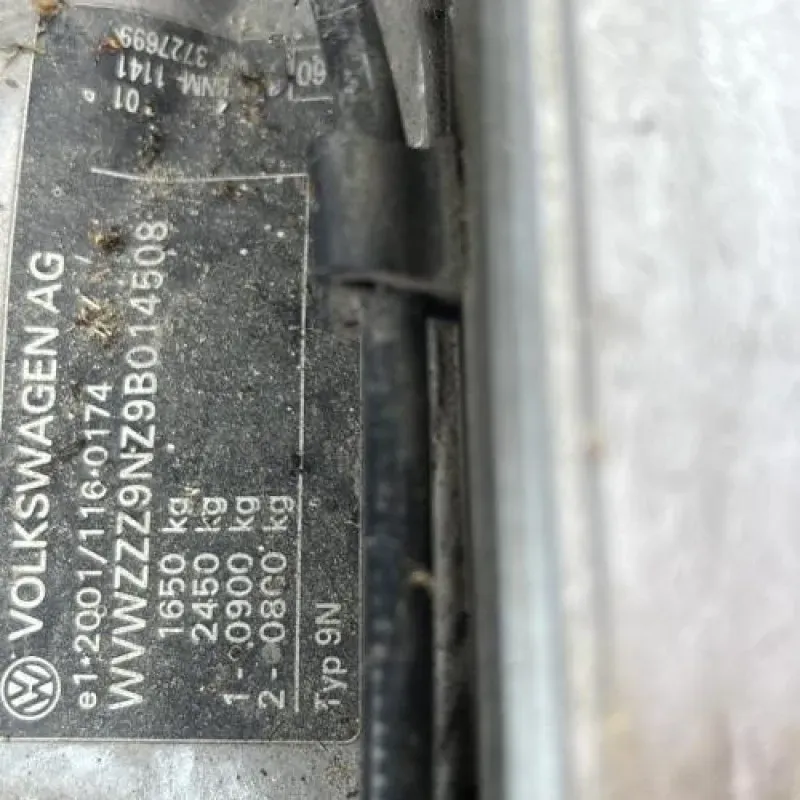 VOLKSWAGEN AG
e1*2001/116*0174
WVWZZZ9NZ9B014508
1650 kg
2450 kg
1- 0900 kg
2- 0800 kg
Typ 9N
01
1141
3727699
60